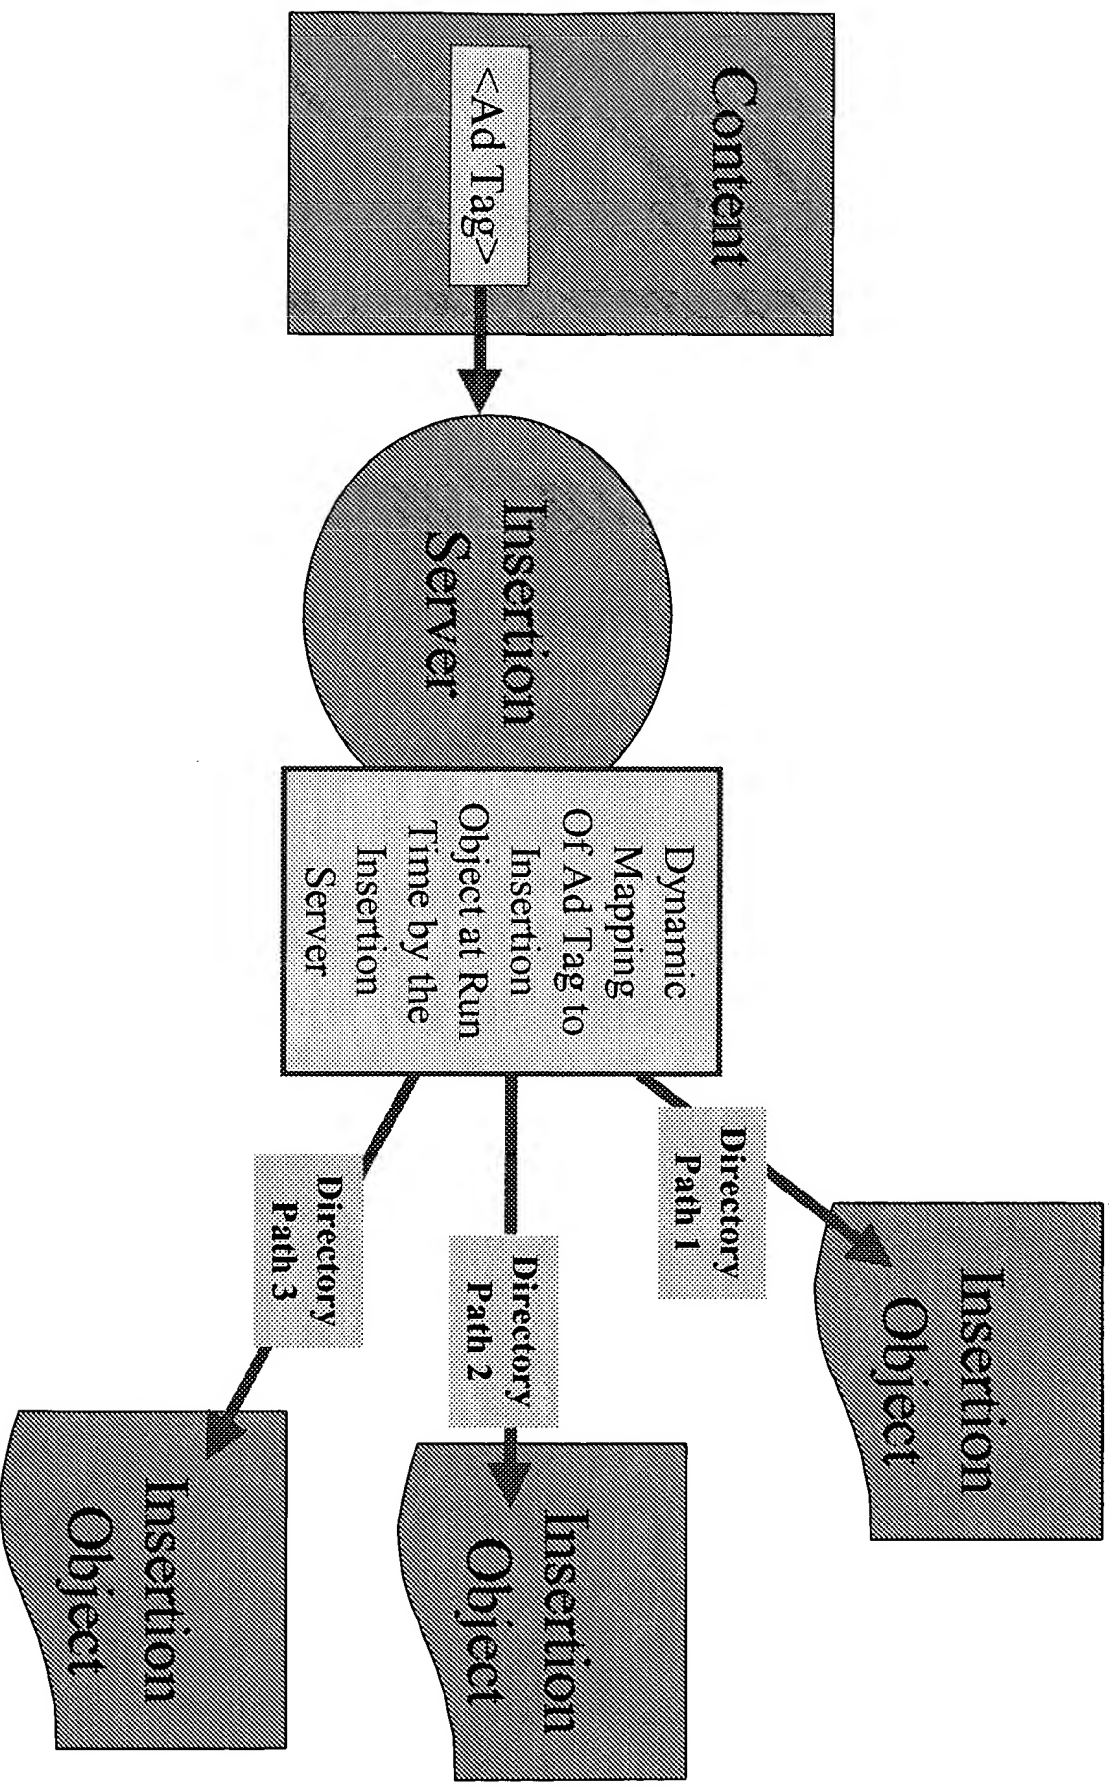 Content
<Ad Tag>
Insertion
Server
Dynamic
Mapping
Of Ad Tag to
Insertion
Object at Run
Time by the
Insertion
Server
Directory
Path 1
Insertion
Object
Directory
Path 2
Insertion
Object
Directory
Path 3
Insertion
Object